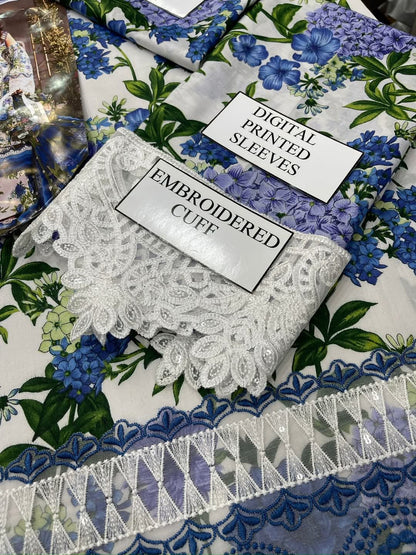 DIGITAL
PRINTED
SLEEVES
EMBROIDERED
CUFF